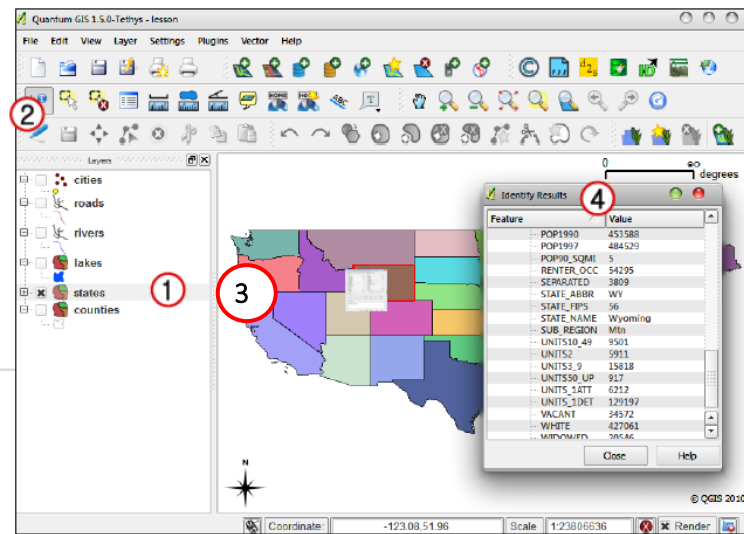 Quantum GIS 1.5.0-Tethys - lesson
File Edit View Layer Settings Plugins Vector Help
2
Layers
cities
roads
rivers
lakes
states
counties
1
3
0
degrees
Identify Results
4
Feature Value
POP1990 453588
POP1997 484529
POP90_SQMI 5
RENTER_OCC 54295
SEPARATED 3809
STATE_ABBR WY
STATE_FIPS 56
STATE_NAME Wyoming
SUB_REGION Mtn
UNITS10_49 9501
UNITS2 5911
UNITS3_9 15818
UNITS50_UP 917
UNITS_1ATT 6212
UNITS_1DET 129197
VACANT 34572
WHITE 427061
WIDOWED 20546
Close Help
N
© QGIS 2010
Coordinate: -123.08,51.96 Scale 1:23806636 Render